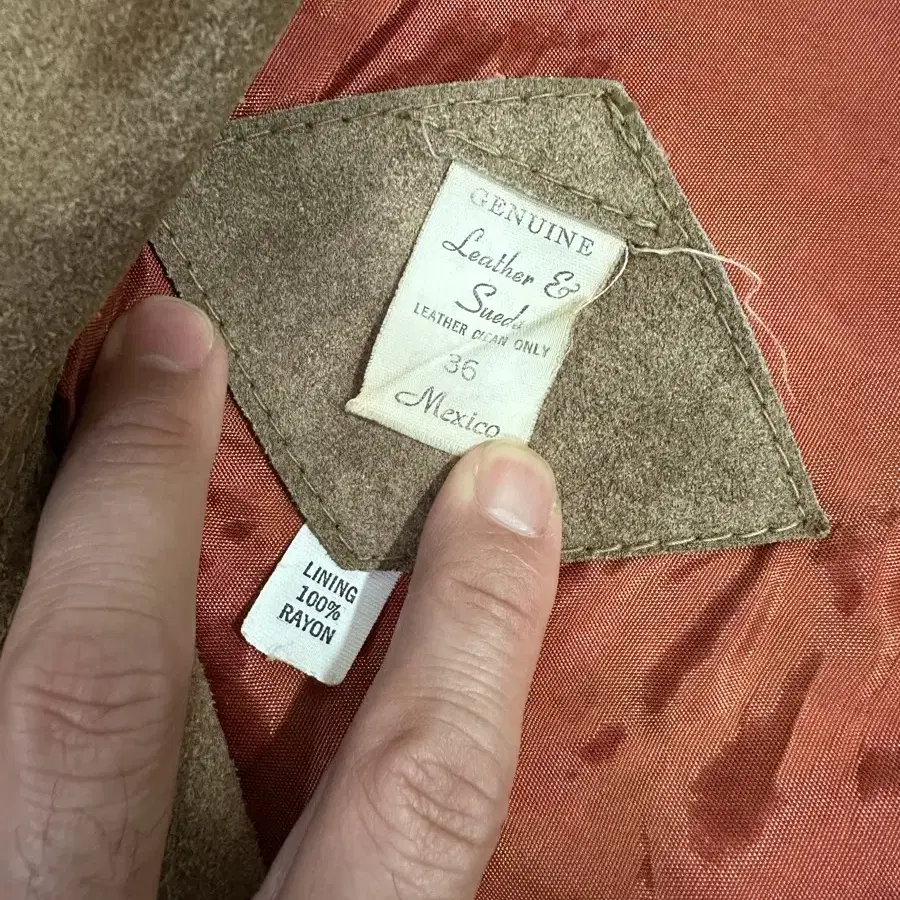 GENUINE
Leather &
Suede
LEATHER CLEAN ONLY
36
Mexico
LINING
100%
RAYON